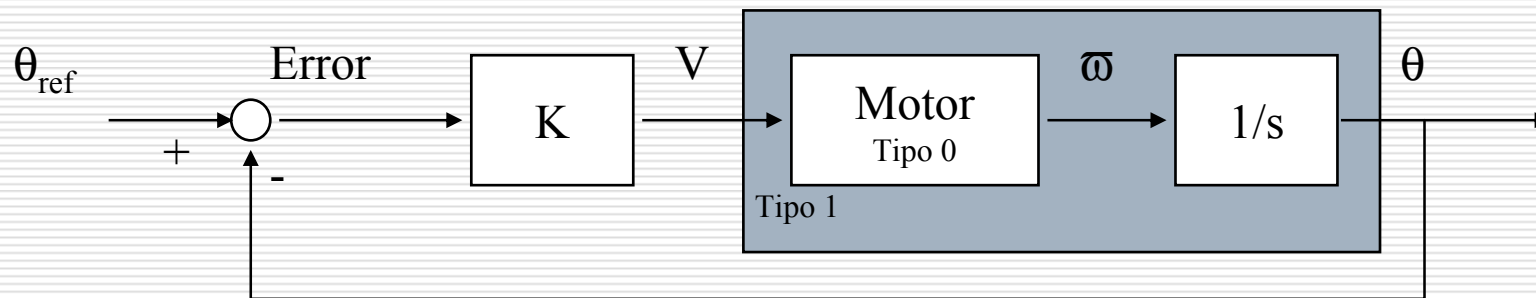 θref
Error
V
ϖ
θ
K
Motor
Tipo 0
1/s
+
-
Tipo 1